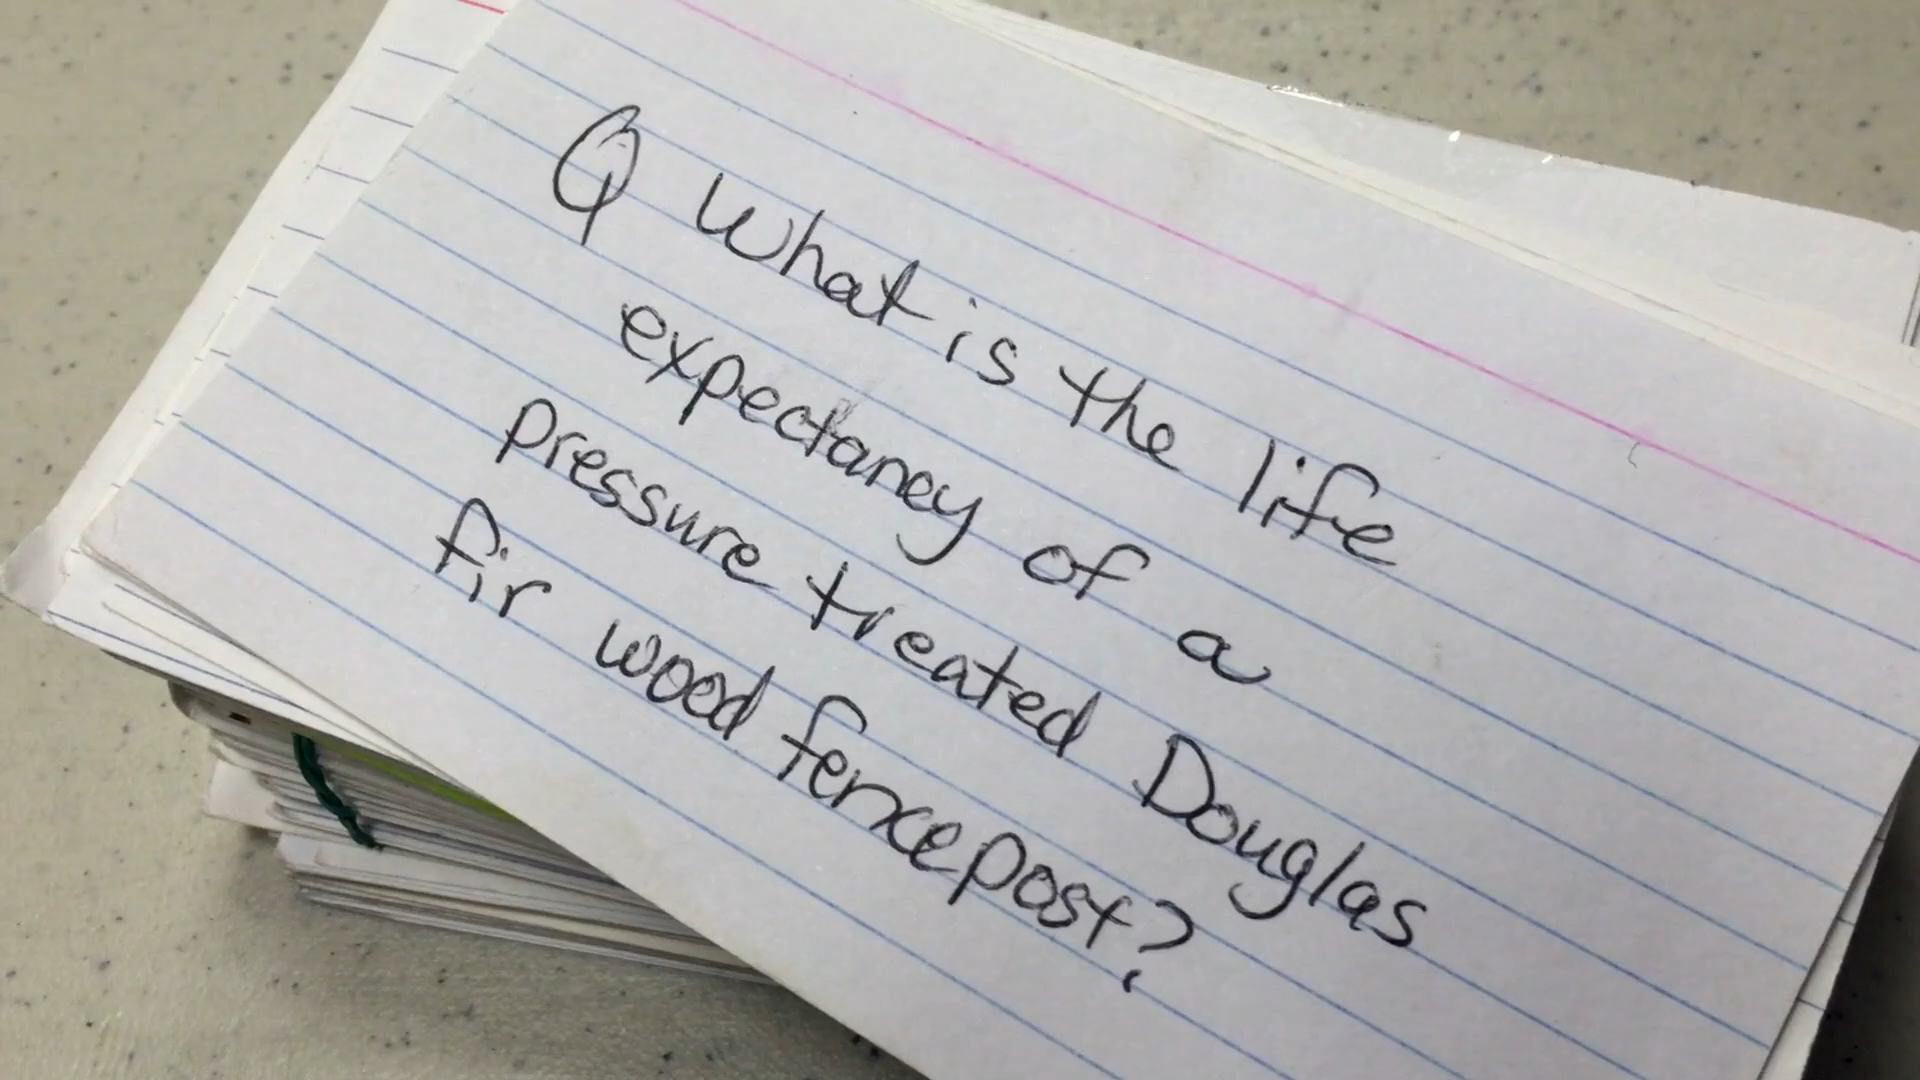 Q What is the life
expectancy of a
pressure treated Douglas
fir wood fencepost?